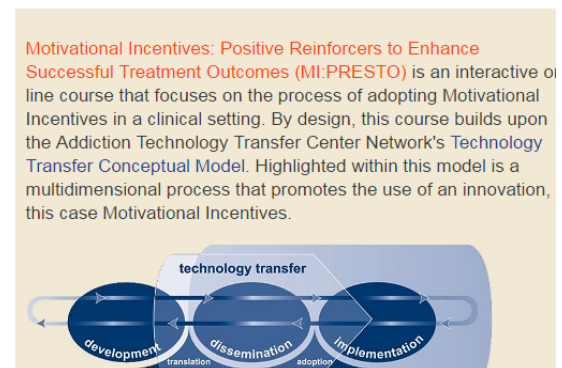 Motivational Incentives: Positive Reinforcers to Enhance
Successful Treatment Outcomes (MI:PRESTO) is an interactive
line course that focuses on the process of adopting Motivational
Incentives in a clinical setting. By design, this course builds upon
the Addiction Technology Transfer Center Network's Technology
Transfer Conceptual Model. Highlighted within this model is a
multidimensional process that promotes the use of an innovation,
this case Motivational Incentives.
technology transfer
development
dissemination
implementation
translation
adoption